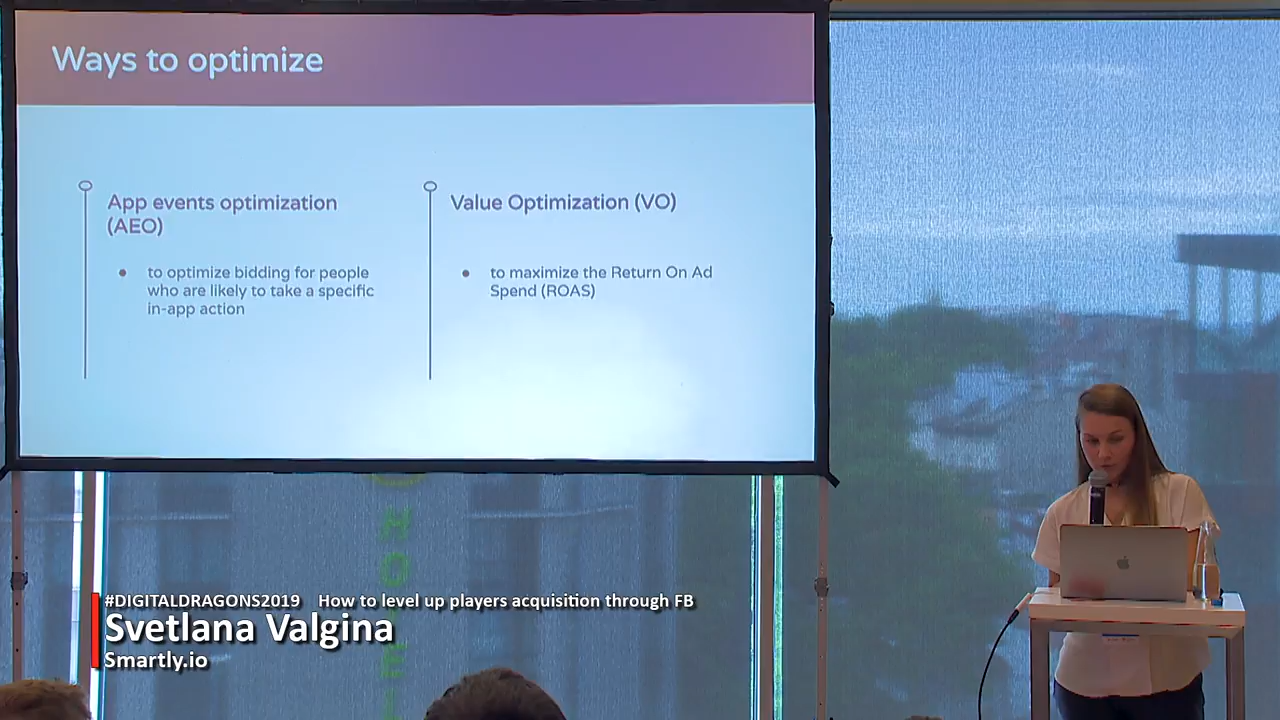 Ways to optimize
App events optimization
(AEO)
• to optimize bidding for people
who are likely to take a specific
in-app action
Value Optimization (VO)
• to maximize the Return On Ad
Spend (ROAS)
#DIGITALDRAGONS2019 How to level up players acquisition through FB
Svetlana Valgina
Smartly.io